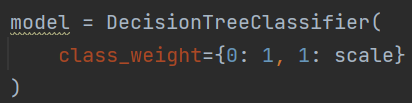 model = DecisionTreeClassifier(
    class_weight={0: 1, 1: scale}
)